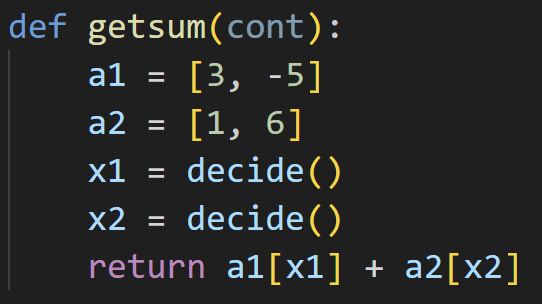 def getsum(cont):
    a1 = [3, -5]
    a2 = [1, 6]
    x1 = decide()
    x2 = decide()
    return a1[x1] + a2[x2]